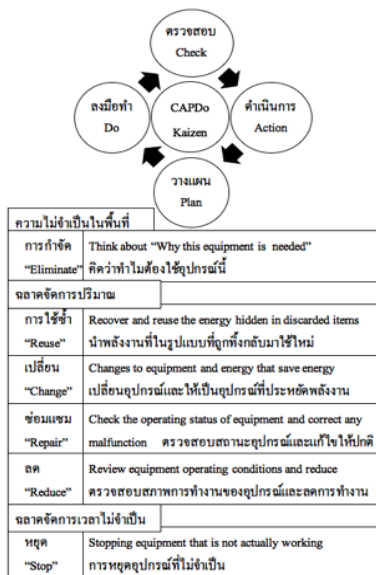 ตรวจสอบ
Check
ลงมือทำ
Do
CAPDo
Kaizen
ดำเนินการ
Action
วางแผน
Plan
ความไม่จำเป็นในพื้นที่
การกำจัด
“Eliminate”
Think about “Why this equipment is needed”
คิดว่าทำไมต้องใช้อุปกรณ์นี้
ฉลาดจัดการปริมาณ
การใช้ซ้ำ
“Reuse”
Recover and reuse the energy hidden in discarded items
นำพลังงานที่ในรูปแบบที่ถูกทิ้งกลับมาใช้ใหม่
เปลี่ยน
“Change”
Changes to equipment and energy that save energy
เปลี่ยนอุปกรณ์และให้เป็นอุปกรณ์ที่ประหยัดพลังงาน
ซ่อมแซม
“Repair”
Check the operating status of equipment and correct any
malfunction ตรวจสอบสถานะอุปกรณ์และแก้ไขให้ปกติ
ลด
“Reduce”
Review equipment operating conditions and reduce
ตรวจสอบสภาพการทำงานของอุปกรณ์และลดการทำงาน
ฉลาดจัดการเวลาไม่จำเป็น
หยุด
“Stop”
Stopping equipment that is not actually working
การหยุดอุปกรณ์ที่ไม่จำเป็น